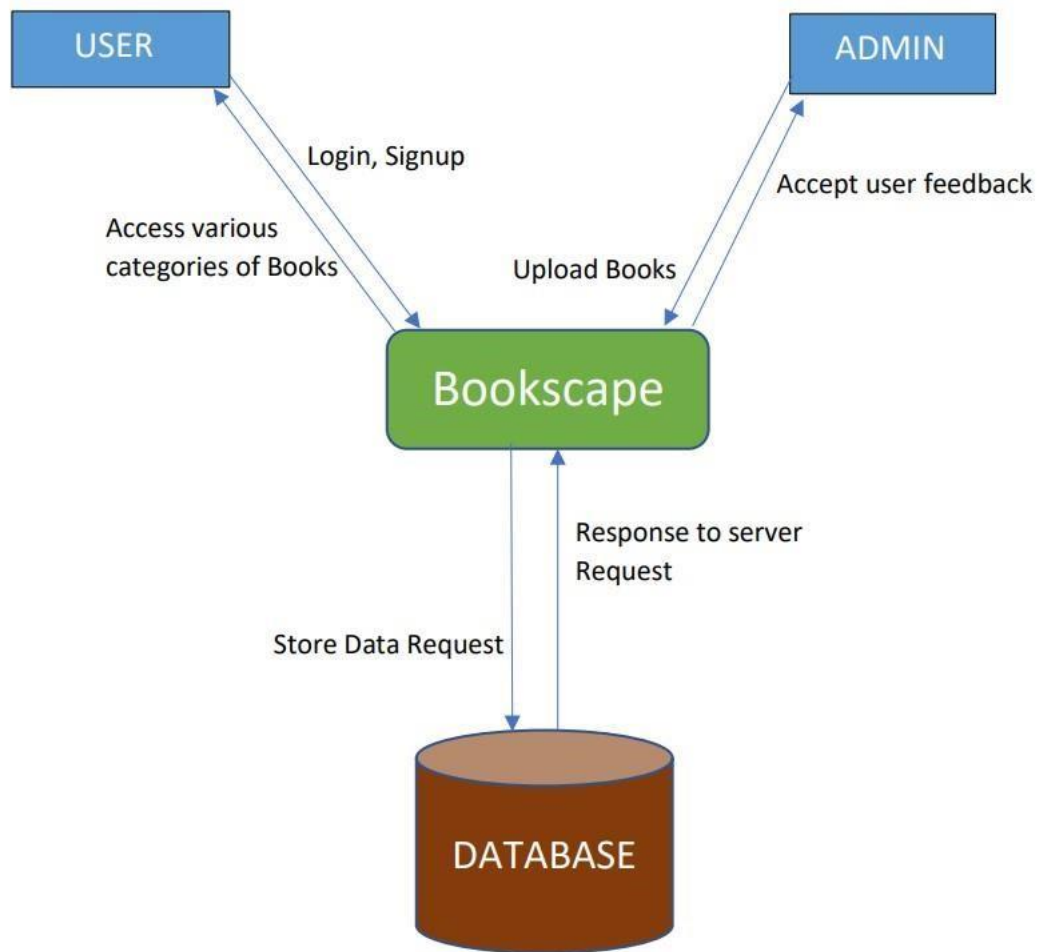 USER
ADMIN
Login, Signup
Accept user feedback
Access various
categories of Books
Upload Books
Bookscape
Response to server
Request
Store Data Request
DATABASE